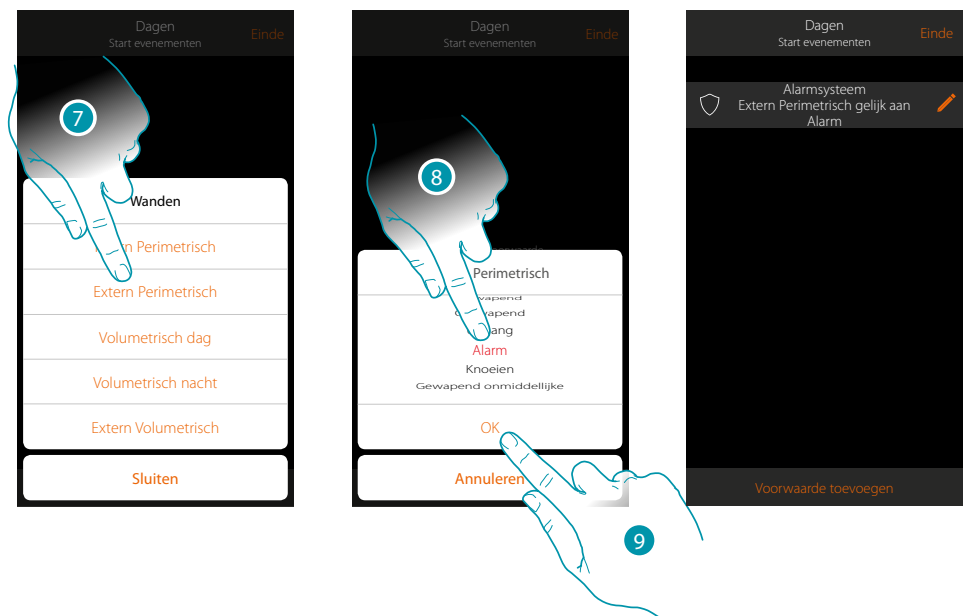 Dagen
Start evenementen
Einde
7
Wanden
Perimetrisch
Extern Perimetrisch
Volumetrisch dag
Volumetrisch nacht
Extern Volumetrisch
Sluiten
Dagen
Start evenementen
Einde
8
Perimetrisch
Alarm
Knoeien
Gewapend onmiddellijke
OK
Annuleren
9
Dagen
Start evenementen
Einde
Alarmsysteem
Extern Perimetrisch gelijk aan
Alarm
Voorwaarde toevoegen